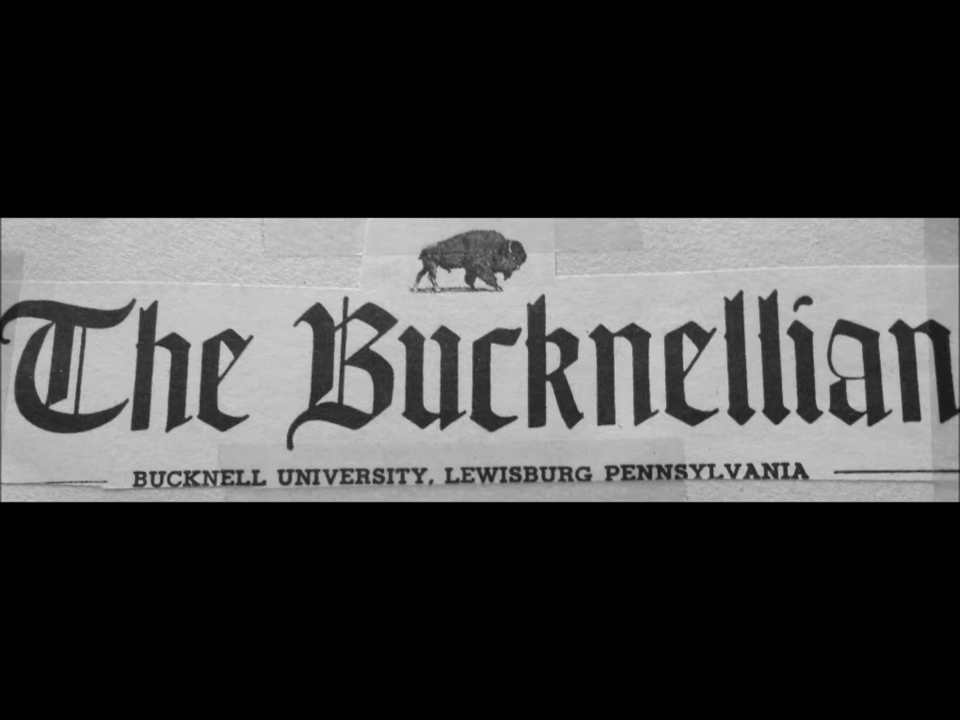 The Bucknellian
BUCKNELL UNIVERSITY, LEWISBURG PENNSYLVANIA